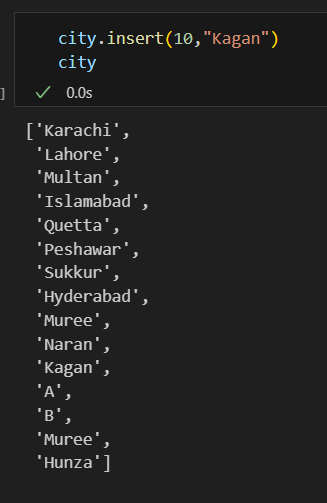 city.insert(10,"Kagan")
city
] ✓ 0.0s
['Karachi',
'Lahore',
'Multan',
'Islamabad',
'Quetta',
'Peshawar',
'Sukkur',
'Hyderabad',
'Muree',
'Naran',
'Kagan',
'A',
'B',
'Muree',
'Hunza']